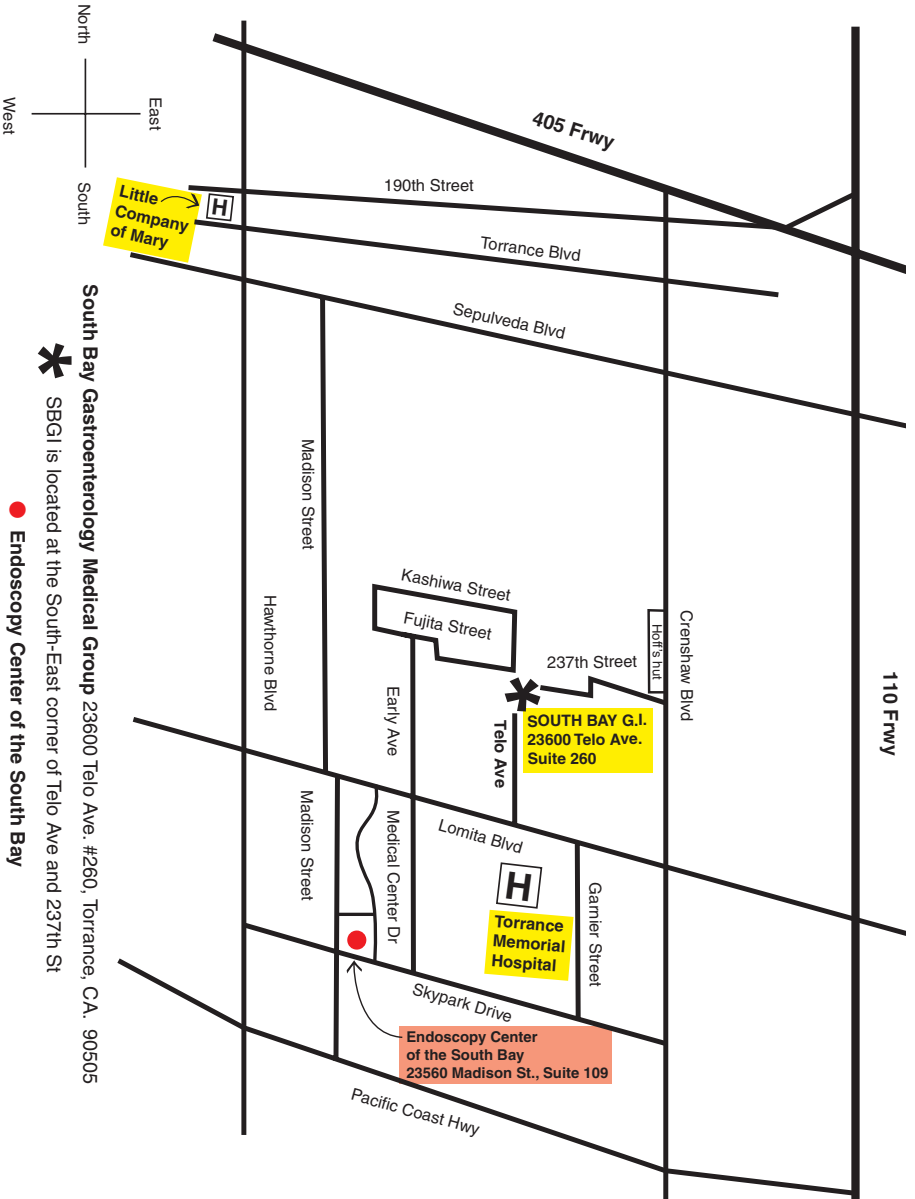 North
East
West
South
405 Frwy
190th Street
H
Little
Company
of Mary
Torrance Blvd
Sepulveda Blvd
110 Frwy
Crenshaw Blvd
Hoff's hut
Madison Street
Hawthorne Blvd
Kashiwa Street
Fujita Street
237th Street
Early Ave
Telo Ave
SOUTH BAY G.I.
23600 Telo Ave.
Suite 260
Lomita Blvd
Madison Street
Medical Center Dr
H
Torrance
Memorial
Hospital
Garnier Street
Skypark Drive
Endoscopy Center
of the South Bay
23560 Madison St., Suite 109
Pacific Coast Hwy
South Bay Gastroenterology Medical Group 23600 Telo Ave. #260, Torrance, CA. 90505
* SBGI is located at the South-East corner of Telo Ave and 237th St
Endoscopy Center of the South Bay